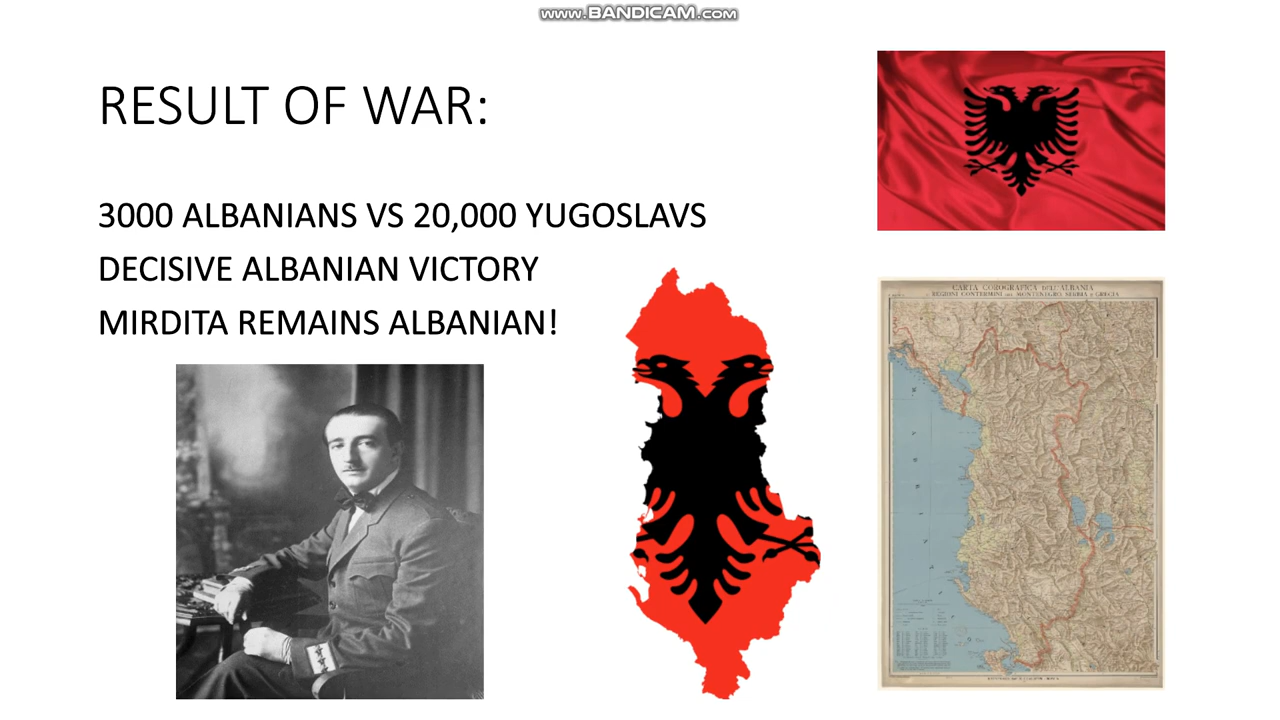 www.BANDICAM.com
RESULT OF WAR:
3000 ALBANIANS VS 20,000 YUGOSLAVS
DECISIVE ALBANIAN VICTORY
MIRDITA REMAINS ALBANIAN!
CARTA COROGRAFICA DELL'ALBANIA